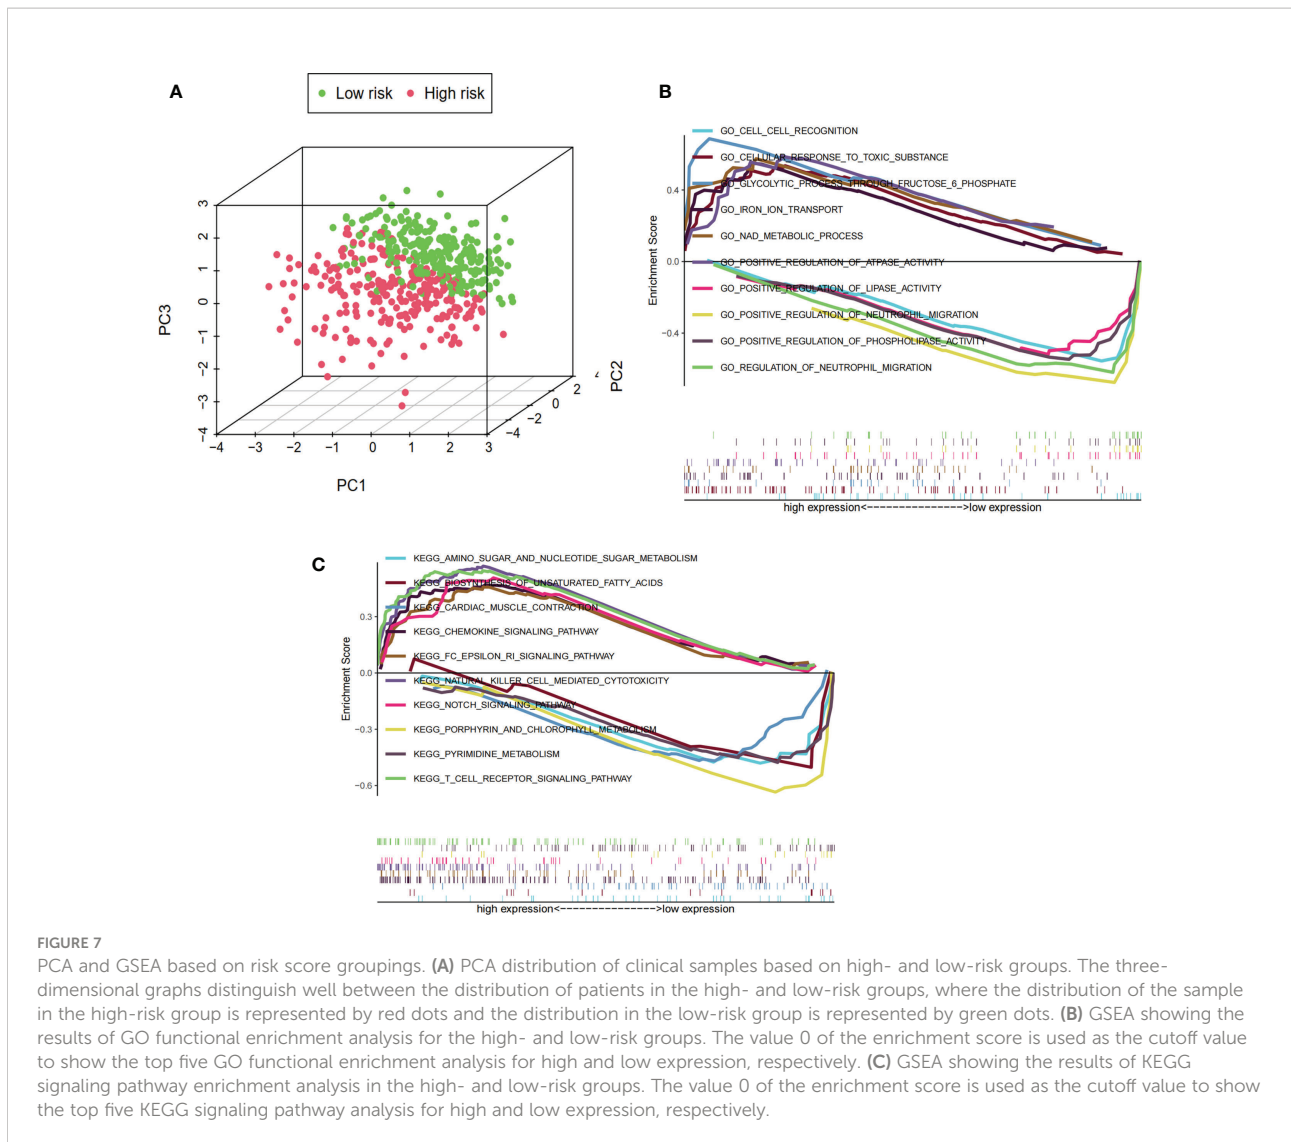 A
Low risk High risk
PC3
3
2
1
0
−1
−2
−3
−4
−4 −3 −2 −1 0 1 2 3
PC1
−4
−2
0
2
4
PC2
B
Enrichment Score
0.4
0.0
−0.4
GO_CELL_CELL_RECOGNITION
GO_CELLULAR_RESPONSE_TO_TOXIC_SUBSTANCE
GO_GLYCOLYTIC_PROCESS_THROUGH_FRUCTOSE_6_PHOSPHATE
GO_IRON_ION_TRANSPORT
GO_NAD_METABOLIC_PROCESS
GO_POSITIVE_REGULATION_OF_ATPASE_ACTIVITY
GO_POSITIVE_REGULATION_OF_LIPASE_ACTIVITY
GO_POSITIVE_REGULATION_OF_NEUTROPHIL_MIGRATION
GO_POSITIVE_REGULATION_OF_PHOSPHOLIPASE_ACTIVITY
GO_REGULATION_OF_NEUTROPHIL_MIGRATION
high expression<---------------->low expression
C
Enrichment Score
0.3
0.0
−0.3
−0.6
KEGG_AMINO_SUGAR_AND_NUCLEOTIDE_SUGAR_METABOLISM
KEGG_BIOSYNTHESIS_OF_UNSATURATED_FATTY_ACIDS
KEGG_CARDIAC_MUSCLE_CONTRACTION
KEGG_CHEMOKINE_SIGNALING_PATHWAY
KEGG_FC_EPSILON_RI_SIGNALING_PATHWAY
KEGG_NATURAL_KILLER_CELL_MEDIATED_CYTOTOXICITY
KEGG_NOTCH_SIGNALING_PATHWAY
KEGG_PORPHYRIN_AND_CHLOROPHYLL_METABOLISM
KEGG_PYRIMIDINE_METABOLISM
KEGG_T_CELL_RECEPTOR_SIGNALING_PATHWAY
high expression<---------------->low expression
FIGURE 7
PCA and GSEA based on risk score groupings. (A) PCA distribution of clinical samples based on high- and low-risk groups. The three-
dimensional graphs distinguish well between the distribution of patients in the high- and low-risk groups, where the distribution of the sample
in the high-risk group is represented by red dots and the distribution in the low-risk group is represented by green dots. (B) GSEA showing the
results of GO functional enrichment analysis for the high- and low-risk groups. The value 0 of the enrichment score is used as the cutoff value
to show the top five GO functional enrichment analysis for high and low expression, respectively. (C) GSEA showing the results of KEGG
signaling pathway enrichment analysis in the high- and low-risk groups. The value 0 of the enrichment score is used as the cutoff value to show
the top five KEGG signaling pathway analysis for high and low expression, respectively.